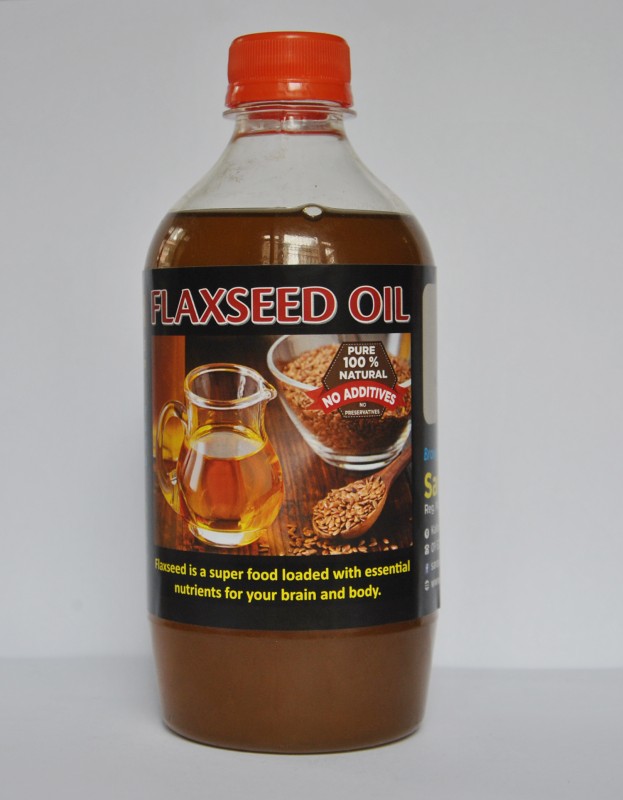 FLAXSEED OIL
PURE
100 %
NATURAL
NO ADDITIVES
NO
PRESERVATIVES
Flaxseed is a super food loaded with essential
nutrients for your brain and body.